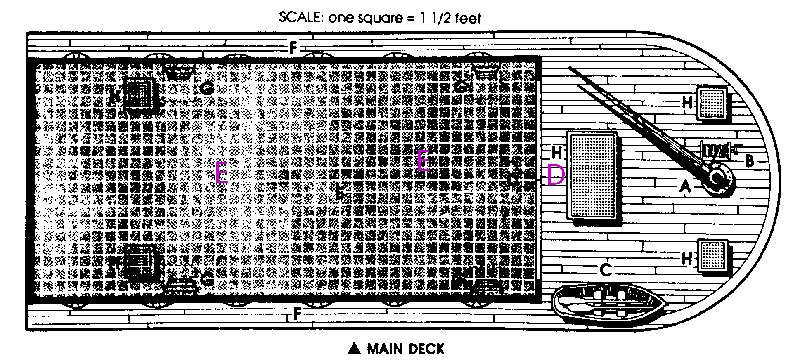 SCALE: one square = 1 1/2 feet
F
G
H
H
E
E
H
D
B
A
H
G
C
F
▲ MAIN DECK